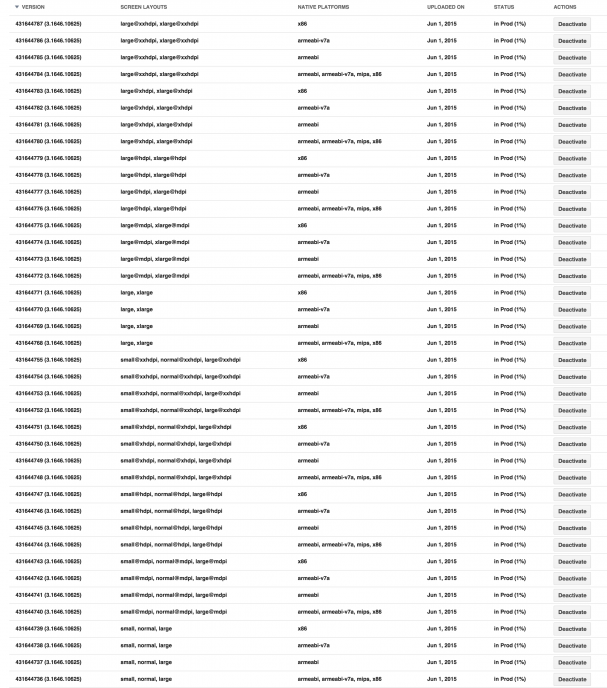 ▼ VERSION SCREEN LAYOUTS NATIVE PLATFORMS UPLOADED ON STATUS ACTIONS
431644787 (3.1646.10625) large@xxhdpi, xlarge@xxhdpi x86 Jun 1, 2015 in Prod (1%) Deactivate
431644786 (3.1646.10625) large@xxhdpi, xlarge@xxhdpi armeabi-v7a Jun 1, 2015 in Prod (1%) Deactivate
431644785 (3.1646.10625) large@xxhdpi, xlarge@xxhdpi armeabi Jun 1, 2015 in Prod (1%) Deactivate
431644784 (3.1646.10625) large@xxhdpi, xlarge@xxhdpi armeabi, armeabi-v7a, mips, x86 Jun 1, 2015 in Prod (1%) Deactivate
431644783 (3.1646.10625) large@xhdpi, xlarge@xhdpi x86 Jun 1, 2015 in Prod (1%) Deactivate
431644782 (3.1646.10625) large@xhdpi, xlarge@xhdpi armeabi-v7a Jun 1, 2015 in Prod (1%) Deactivate
431644781 (3.1646.10625) large@xhdpi, xlarge@xhdpi armeabi Jun 1, 2015 in Prod (1%) Deactivate
431644780 (3.1646.10625) large@xhdpi, xlarge@xhdpi armeabi, armeabi-v7a, mips, x86 Jun 1, 2015 in Prod (1%) Deactivate
431644779 (3.1646.10625) large@hdpi, xlarge@hdpi x86 Jun 1, 2015 in Prod (1%) Deactivate
431644778 (3.1646.10625) large@hdpi, xlarge@hdpi armeabi-v7a Jun 1, 2015 in Prod (1%) Deactivate
431644777 (3.1646.10625) large@hdpi, xlarge@hdpi armeabi Jun 1, 2015 in Prod (1%) Deactivate
431644776 (3.1646.10625) large@hdpi, xlarge@hdpi armeabi, armeabi-v7a, mips, x86 Jun 1, 2015 in Prod (1%) Deactivate
431644775 (3.1646.10625) large@mdpi, xlarge@mdpi x86 Jun 1, 2015 in Prod (1%) Deactivate
431644774 (3.1646.10625) large@mdpi, xlarge@mdpi armeabi-v7a Jun 1, 2015 in Prod (1%) Deactivate
431644773 (3.1646.10625) large@mdpi, xlarge@mdpi armeabi Jun 1, 2015 in Prod (1%) Deactivate
431644772 (3.1646.10625) large@mdpi, xlarge@mdpi armeabi, armeabi-v7a, mips, x86 Jun 1, 2015 in Prod (1%) Deactivate
431644771 (3.1646.10625) large, xlarge x86 Jun 1, 2015 in Prod (1%) Deactivate
431644770 (3.1646.10625) large, xlarge armeabi-v7a Jun 1, 2015 in Prod (1%) Deactivate
431644769 (3.1646.10625) large, xlarge armeabi Jun 1, 2015 in Prod (1%) Deactivate
431644768 (3.1646.10625) large, xlarge armeabi, armeabi-v7a, mips, x86 Jun 1, 2015 in Prod (1%) Deactivate
431644755 (3.1646.10625) small@xxhdpi, normal@xxhdpi, large@xxhdpi x86 Jun 1, 2015 in Prod (1%) Deactivate
431644754 (3.1646.10625) small@xxhdpi, normal@xxhdpi, large@xxhdpi armeabi-v7a Jun 1, 2015 in Prod (1%) Deactivate
431644753 (3.1646.10625) small@xxhdpi, normal@xxhdpi, large@xxhdpi armeabi Jun 1, 2015 in Prod (1%) Deactivate
431644752 (3.1646.10625) small@xxhdpi, normal@xxhdpi, large@xxhdpi armeabi, armeabi-v7a, mips, x86 Jun 1, 2015 in Prod (1%) Deactivate
431644751 (3.1646.10625) small@xhdpi, normal@xhdpi, large@xhdpi x86 Jun 1, 2015 in Prod (1%) Deactivate
431644750 (3.1646.10625) small@xhdpi, normal@xhdpi, large@xhdpi armeabi-v7a Jun 1, 2015 in Prod (1%) Deactivate
431644749 (3.1646.10625) small@xhdpi, normal@xhdpi, large@xhdpi armeabi Jun 1, 2015 in Prod (1%) Deactivate
431644748 (3.1646.10625) small@xhdpi, normal@xhdpi, large@xhdpi armeabi, armeabi-v7a, mips, x86 Jun 1, 2015 in Prod (1%) Deactivate
431644747 (3.1646.10625) small@hdpi, normal@hdpi, large@hdpi x86 Jun 1, 2015 in Prod (1%) Deactivate
431644746 (3.1646.10625) small@hdpi, normal@hdpi, large@hdpi armeabi-v7a Jun 1, 2015 in Prod (1%) Deactivate
431644745 (3.1646.10625) small@hdpi, normal@hdpi, large@hdpi armeabi Jun 1, 2015 in Prod (1%) Deactivate
431644744 (3.1646.10625) small@hdpi, normal@hdpi, large@hdpi armeabi, armeabi-v7a, mips, x86 Jun 1, 2015 in Prod (1%) Deactivate
431644743 (3.1646.10625) small@mdpi, normal@mdpi, large@mdpi x86 Jun 1, 2015 in Prod (1%) Deactivate
431644742 (3.1646.10625) small@mdpi, normal@mdpi, large@mdpi armeabi-v7a Jun 1, 2015 in Prod (1%) Deactivate
431644741 (3.1646.10625) small@mdpi, normal@mdpi, large@mdpi armeabi Jun 1, 2015 in Prod (1%) Deactivate
431644740 (3.1646.10625) small@mdpi, normal@mdpi, large@mdpi armeabi, armeabi-v7a, mips, x86 Jun 1, 2015 in Prod (1%) Deactivate
431644739 (3.1646.10625) small, normal, large x86 Jun 1, 2015 in Prod (1%) Deactivate
431644738 (3.1646.10625) small, normal, large armeabi-v7a Jun 1, 2015 in Prod (1%) Deactivate
431644737 (3.1646.10625) small, normal, large armeabi Jun 1, 2015 in Prod (1%) Deactivate
431644736 (3.1646.10625) small, normal, large armeabi, armeabi-v7a, mips, x86 Jun 1, 2015 in Prod (1%) Deactivate